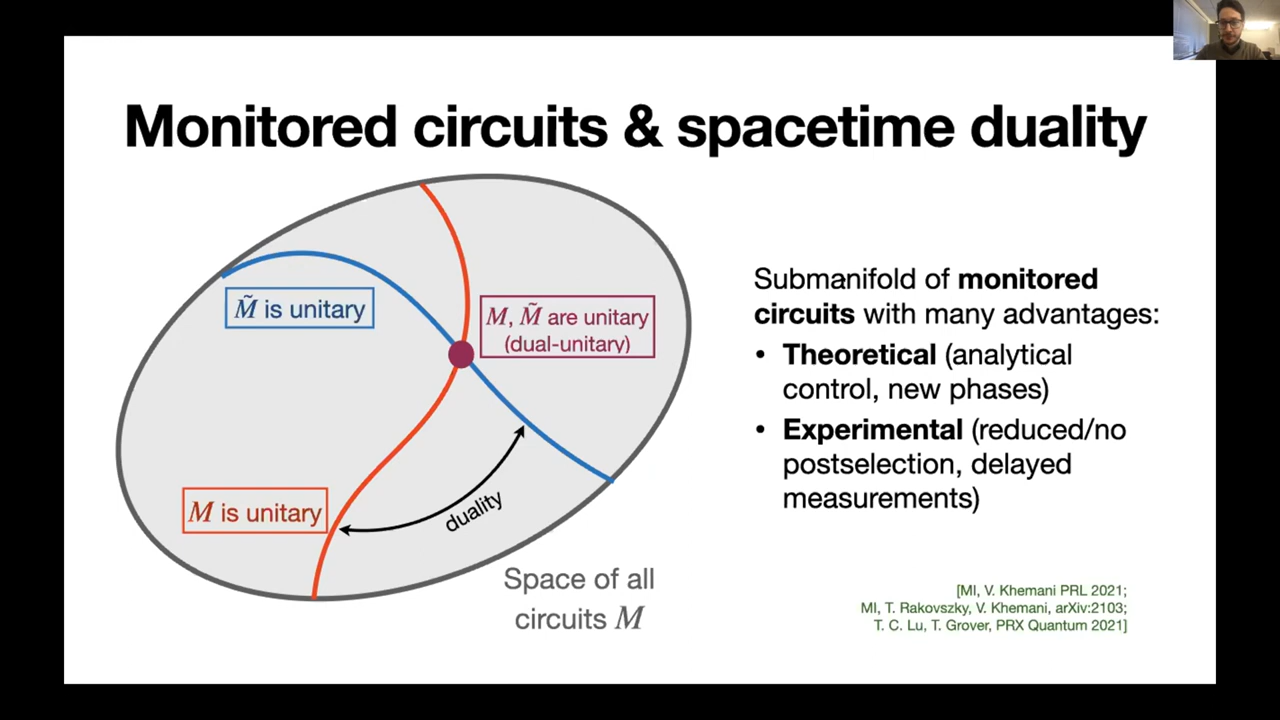 Monitored circuits & spacetime duality
M̃ is unitary
M, M̃ are unitary
(dual-unitary)
M is unitary
duality
Space of all
circuits M
Submanifold of monitored
circuits with many advantages:
• Theoretical (analytical
control, new phases)
• Experimental (reduced/no
postselection, delayed
measurements)
[MI, V. Khemani PRL 2021;
MI, T. Rakovszky, V. Khemani, arXiv:2103;
T. C. Lu, T. Grover, PRX Quantum 2021]